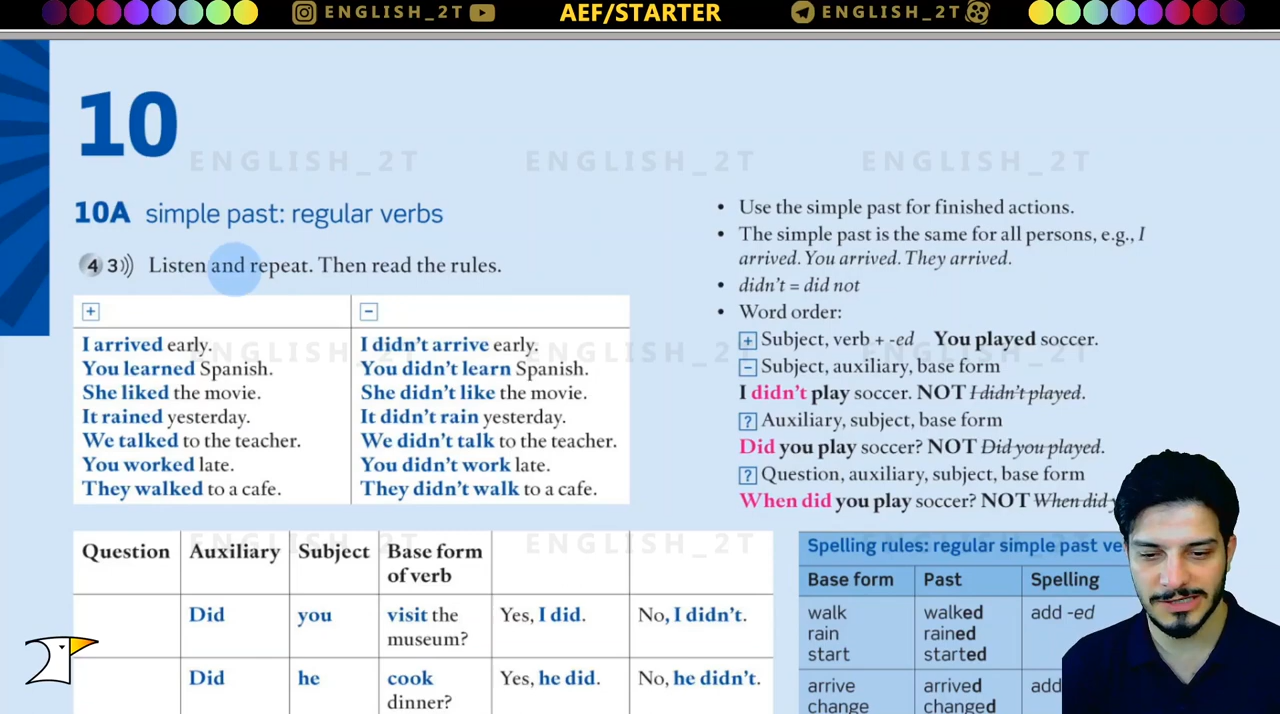 ENGLISH_2T
AEF/STARTER
ENGLISH_2T
10
ENGLISH_2T ENGLISH_2T ENGLISH_2T
10A simple past: regular verbs
4 3 Listen and repeat. Then read the rules.
+ −
I arrived early. I didn't arrive early.
You learned Spanish. You didn't learn Spanish.
She liked the movie. She didn't like the movie.
It rained yesterday. It didn't rain yesterday.
We talked to the teacher. We didn't talk to the teacher.
You worked late. You didn't work late.
They walked to a cafe. They didn't walk to a cafe.
ENGLISH_2T ENGLISH_2T ENGLISH_2T
• Use the simple past for finished actions.
• The simple past is the same for all persons, e.g., I
arrived. You arrived. They arrived.
• didn't = did not
• Word order:
+ Subject, verb + -ed You played soccer.
− Subject, auxiliary, base form
I didn't play soccer. NOT I didn't played.
? Auxiliary, subject, base form
Did you play soccer? NOT Did you played.
? Question, auxiliary, subject, base form
When did you play soccer? NOT When did
Question Auxiliary Subject Base form
of verb
Did you visit the Yes, I did. No, I didn't.
museum?
Did he cook Yes, he did. No, he didn't.
dinner?
ENGLISH_2T ENGLISH_2T
Spelling rules: regular simple past
Base form Past Spelling
walk walked add -ed
rain rained
start started
arrive arrived add
change changed